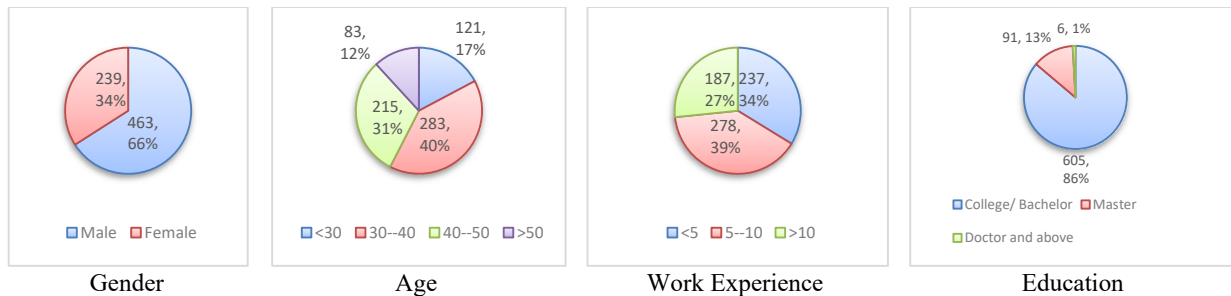 239,
34%
463,
66%
Male Female
Gender
83,
12%
121,
17%
215,
31%
283,
40%
<30 30--40 40--50 >50
Age
187,
27%
237,
34%
278,
39%
<5 5--10 >10
Work Experience
91, 13%
6, 1%
605,
86%
College/ Bachelor Master
Doctor and above
Education